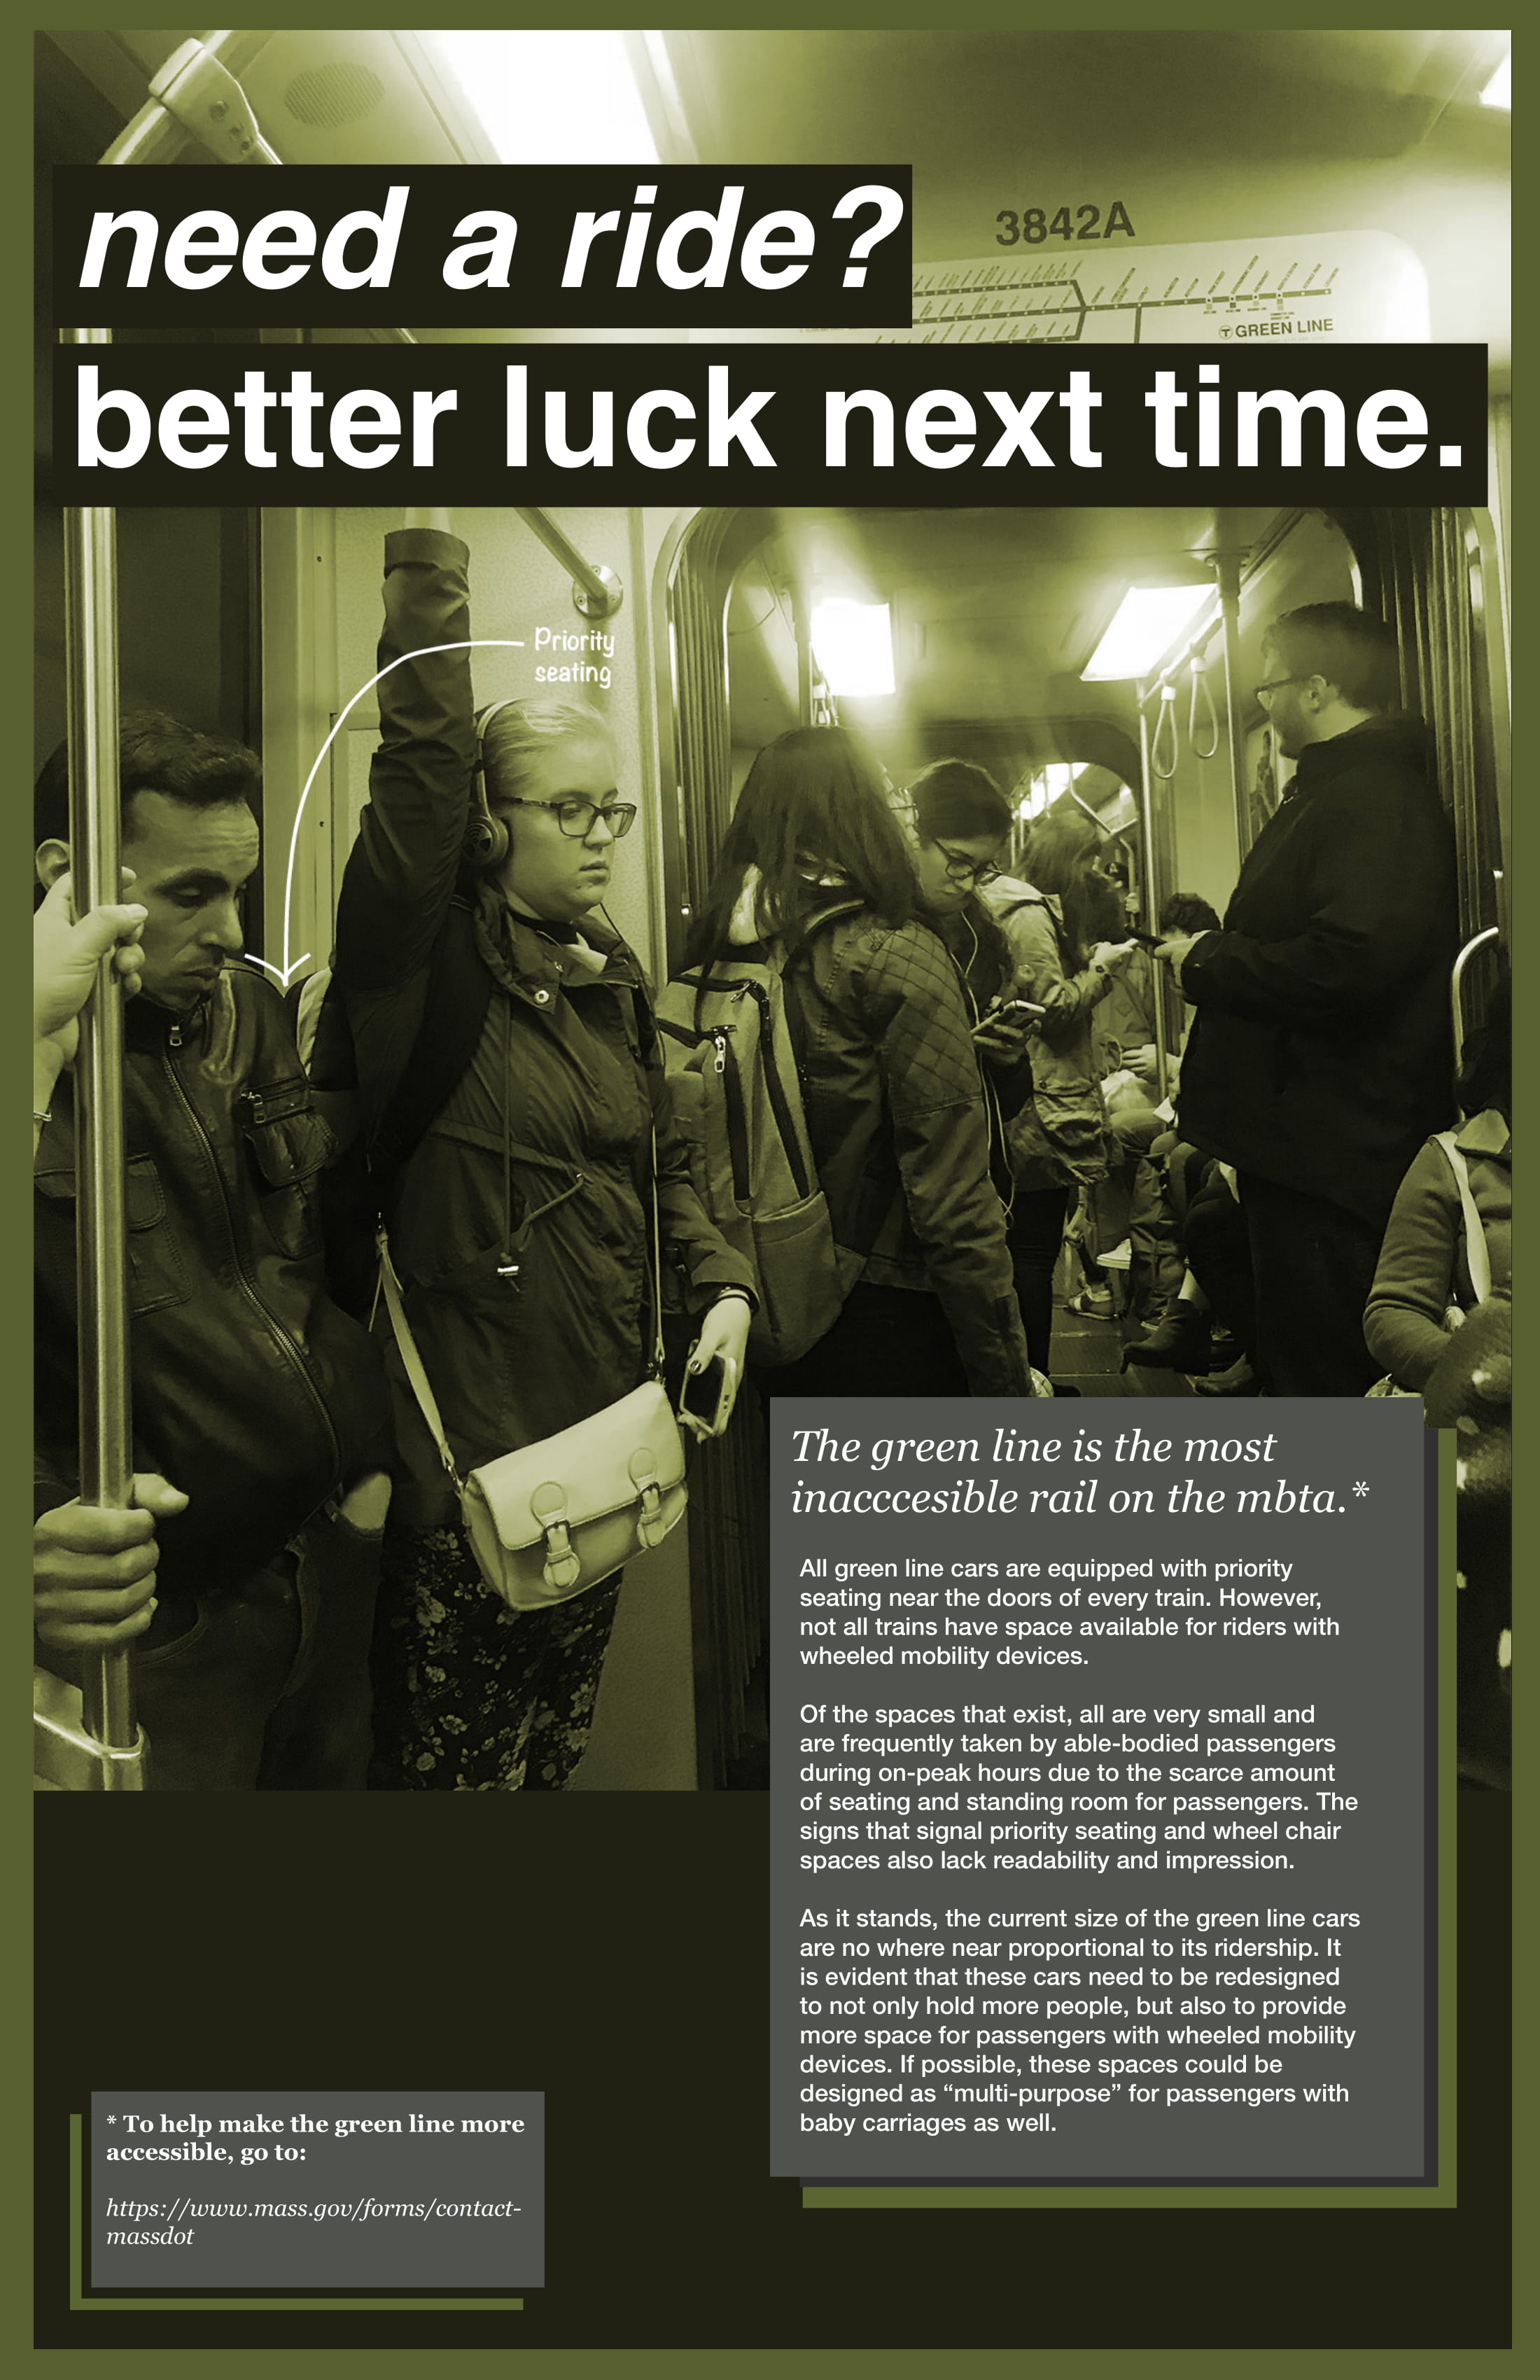 need a ride?
3842A
GREEN LINE
better luck next time.
Priority
seating
The green line is the most
inacccesible rail on the mbta.*
All green line cars are equipped with priority
seating near the doors of every train. However,
not all trains have space available for riders with
wheeled mobility devices.
Of the spaces that exist, all are very small and
are frequently taken by able-bodied passengers
during on-peak hours due to the scarce amount
of seating and standing room for passengers. The
signs that signal priority seating and wheel chair
spaces also lack readability and impression.
As it stands, the current size of the green line cars
are no where near proportional to its ridership. It
is evident that these cars need to be redesigned
to not only hold more people, but also to provide
more space for passengers with wheeled mobility
devices. If possible, these spaces could be
designed as “multi-purpose” for passengers with
baby carriages as well.
* To help make the green line more
accessible, go to:
https://www.mass.gov/forms/contact-
massdot